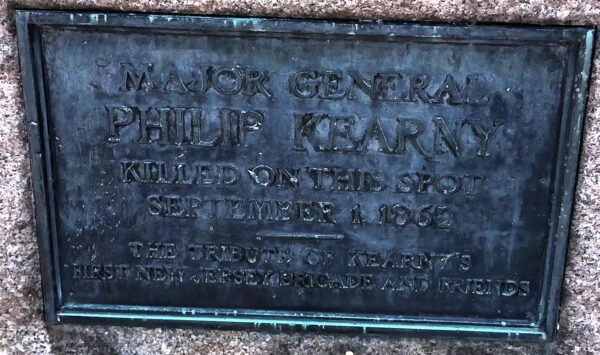 MAJOR GENERAL
PHILIP KEARNY
KILLED ON THIS SPOT
SEPTEMBER 1, 1862
THE TRIBUTE OF KEARNY'S
FIRST NEW JERSEY BRIGADE AND FRIENDS